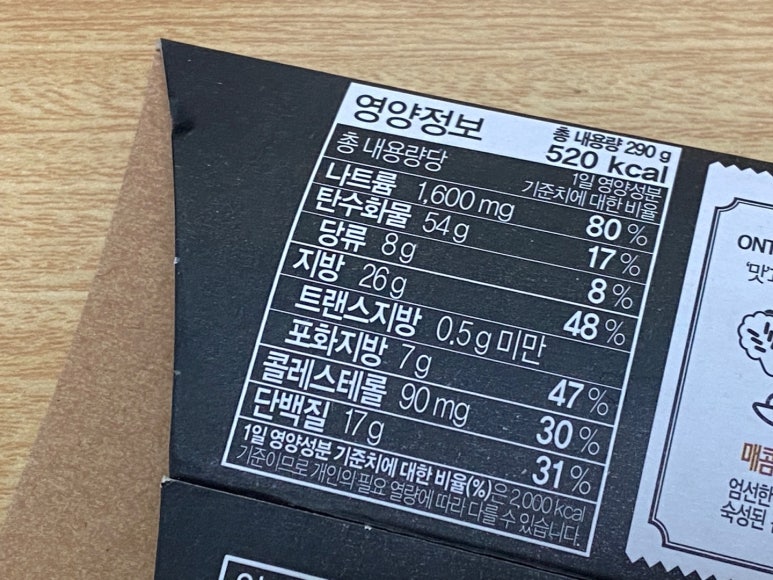 영양정보
총 내용량 290 g
520 kcal
총 내용량당
1일 영양성분
기준치에 대한 비율
나트륨 1,600 mg 80 %
탄수화물 54 g 17 %
당류 8 g 8 %
지방 26 g 48 %
트랜스지방 0.5 g 미만
포화지방 7 g 47 %
콜레스테롤 90 mg 30 %
단백질 17 g 31 %
1일 영양성분 기준치에 대한 비율(%)은 2,000 kcal
기준이므로 개인의 필요 열량에 따라 다를 수 있습니다.
ONT
'맛
매콤
엄선한
숙성된